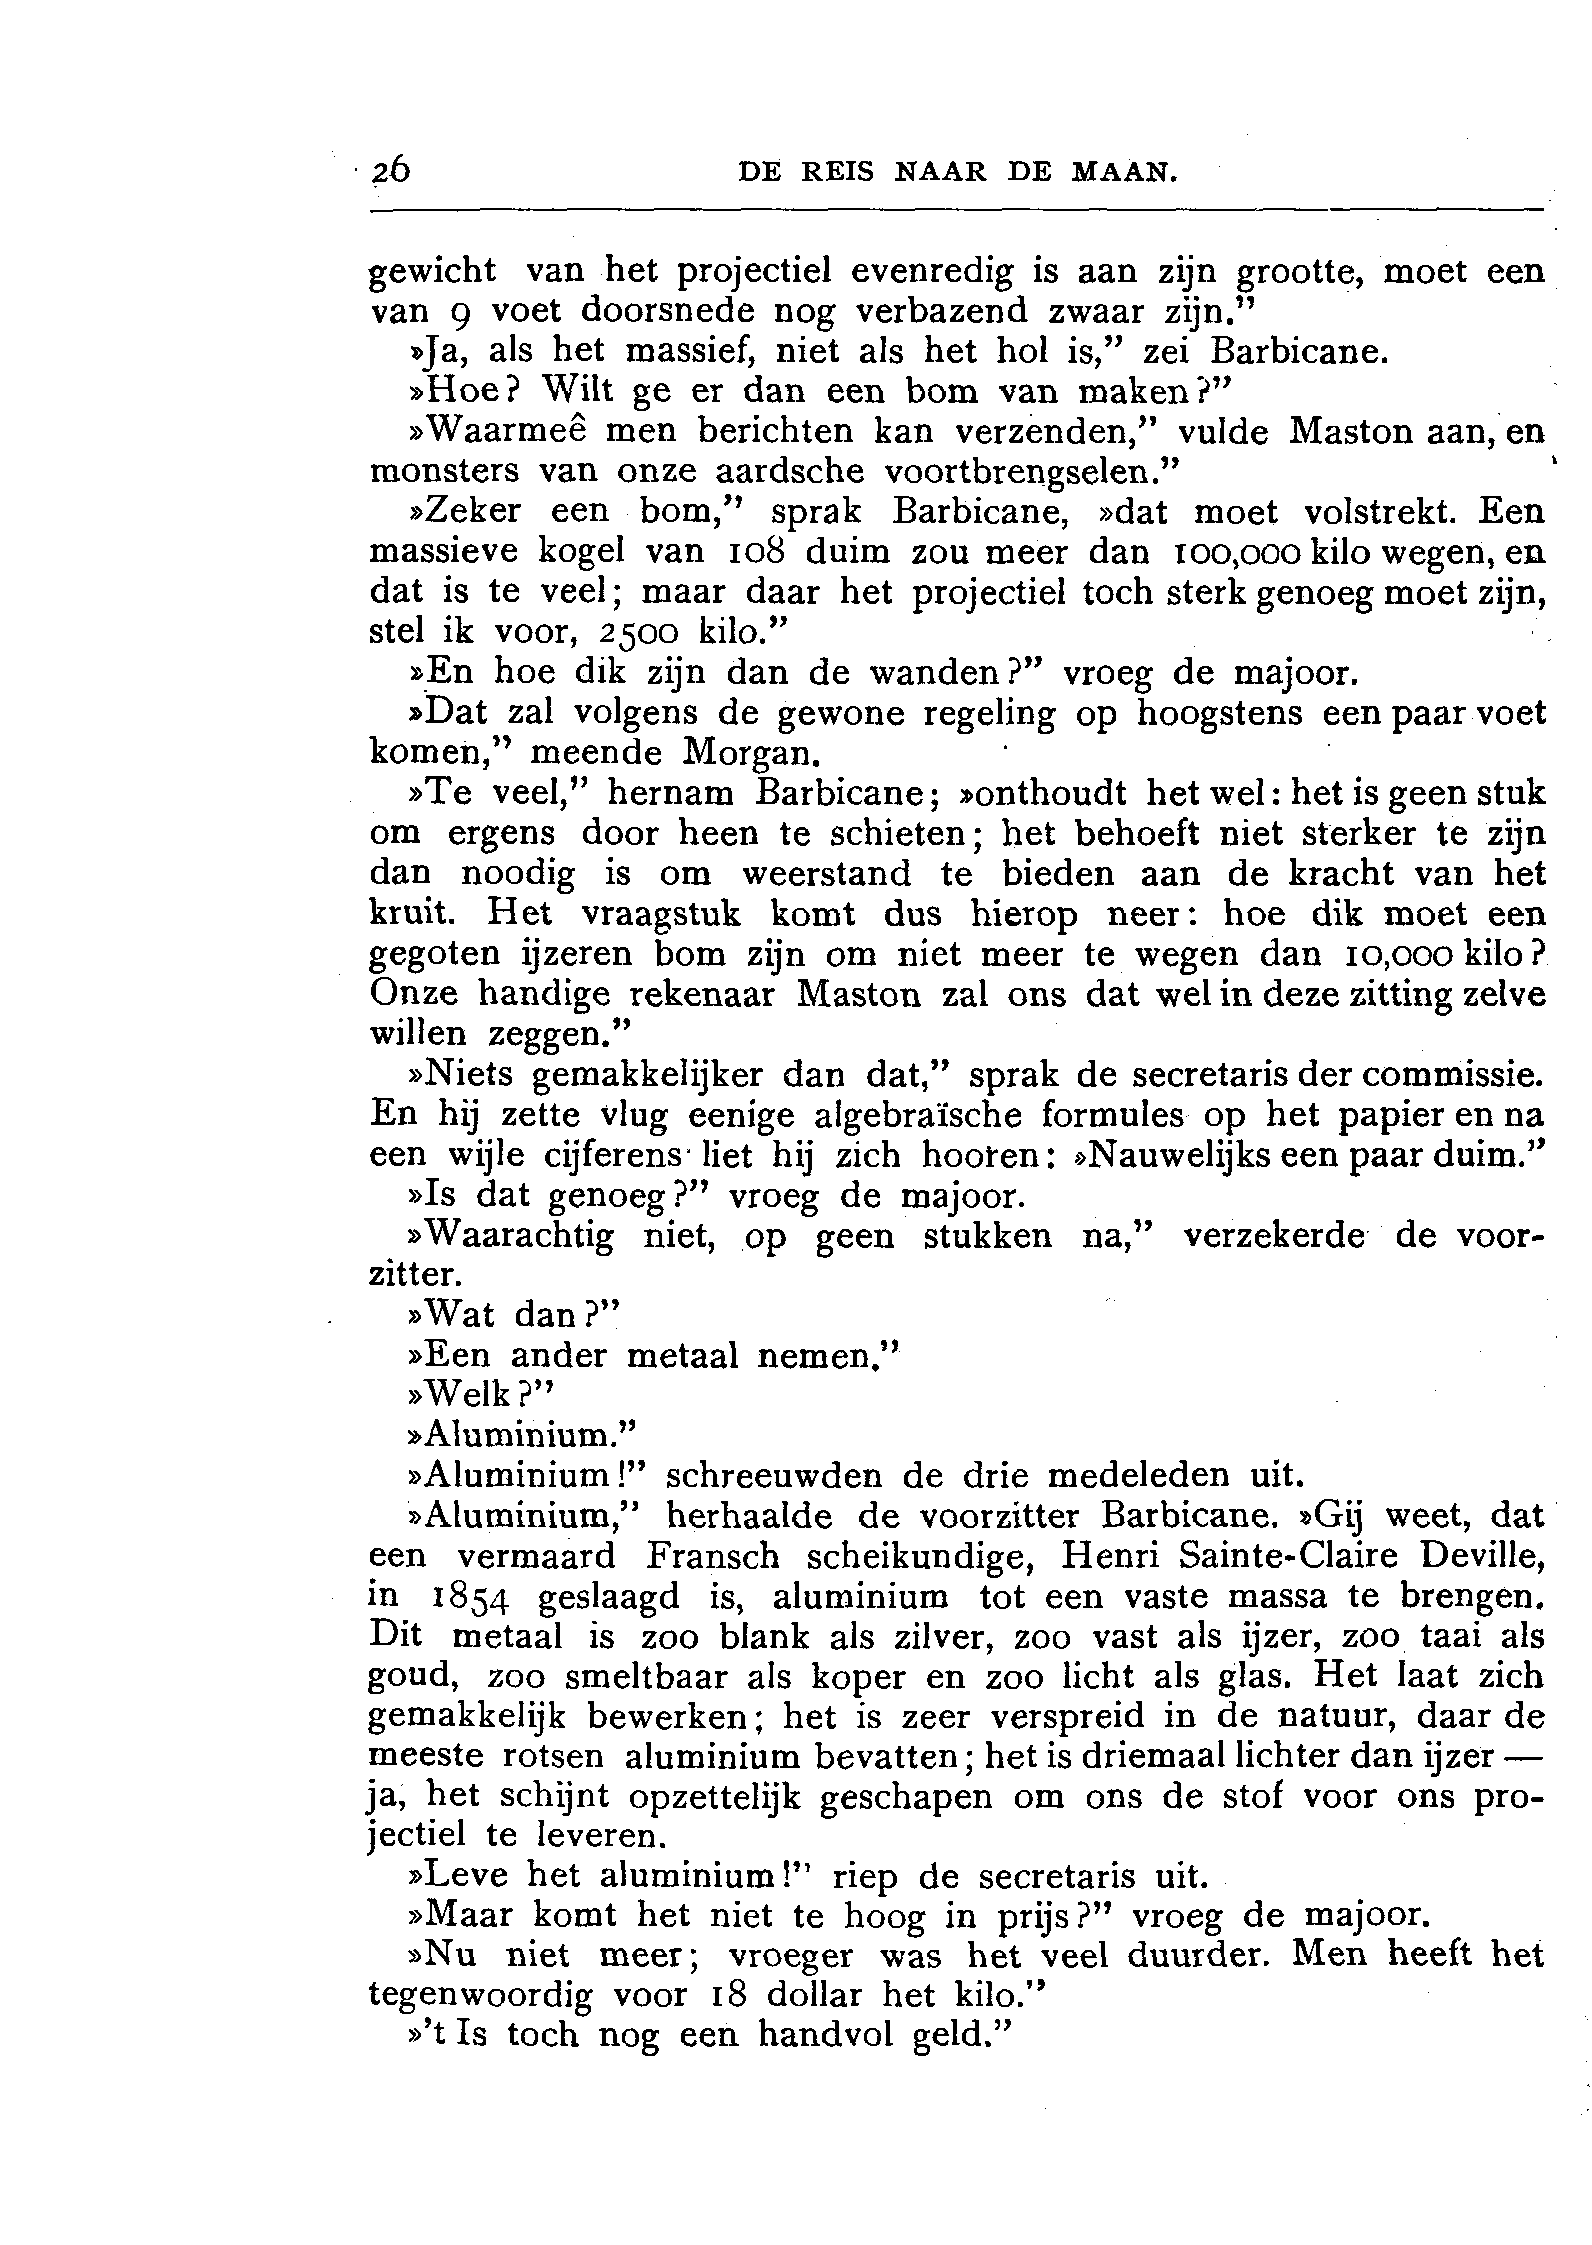 26 DE REIS NAAR DE MAAN.
gewicht van het projectiel evenredig is aan zijn grootte, moet een
van 9 voet doorsnede nog verbazend zwaar zijn.”
»Ja, als het massief, niet als het hol is,” zei Barbicane.
»Hoe? Wilt ge er dan een bom van maken?”
»Waarmeê men berichten kan verzenden,” vulde Maston aan, en
monsters van onze aardsche voortbrengselen.”
»Zeker een bom,” sprak Barbicane, »dat moet volstrekt. Een
massieve kogel van 108 duim zou meer dan 100,000 kilo wegen, en
dat is te veel; maar daar het projectiel toch sterk genoeg moet zijn,
stel ik voor, 2500 kilo.”
»En hoe dik zijn dan de wanden?” vroeg de majoor.
»Dat zal volgens de gewone regeling op hoogstens een paar voet
komen,” meende Morgan.
»Te veel,” hernam Barbicane; »onthoudt het wel: het is geen stuk
om ergens door heen te schieten; het behoeft niet sterker te zijn
dan noodig is om weerstand te bieden aan de kracht van het
kruit. Het vraagstuk komt dus hierop neer: hoe dik moet een
gegoten ijzeren bom zijn om niet meer te wegen dan 10,000 kilo?
Onze handige rekenaar Maston zal ons dat wel in deze zitting zelve
willen zeggen.”
»Niets gemakkelijker dan dat,” sprak de secretaris der commissie.
En hij zette vlug eenige algebraïsche formules op het papier en na
een wijle cijferens liet hij zich hooren: »Nauwelijks een paar duim.”
»Is dat genoeg?” vroeg de majoor.
»Waarachtig niet, op geen stukken na,” verzekerde de voor-
zitter.
»Wat dan?”
»Een ander metaal nemen.”
»Welk?”
»Aluminium.”
»Aluminium!” schreeuwden de drie medeleden uit.
»Aluminium,” herhaalde de voorzitter Barbicane. »Gij weet, dat
een vermaard Fransch scheikundige, Henri Sainte-Claire Deville,
in 1854 geslaagd is, aluminium tot een vaste massa te brengen.
Dit metaal is zoo blank als zilver, zoo vast als ijzer, zoo taai als
goud, zoo smeltbaar als koper en zoo licht als glas. Het laat zich
gemakkelijk bewerken; het is zeer verspreid in de natuur, daar de
meeste rotsen aluminium bevatten; het is driemaal lichter dan ijzer —
ja, het schijnt opzettelijk geschapen om ons de stof voor ons pro-
jectiel te leveren.
»Leve het aluminium!” riep de secretaris uit.
»Maar komt het niet te hoog in prijs?” vroeg de majoor.
»Nu niet meer; vroeger was het veel duurder. Men heeft het
tegenwoordig voor 18 dollar het kilo.”
»’t Is toch nog een handvol geld.”